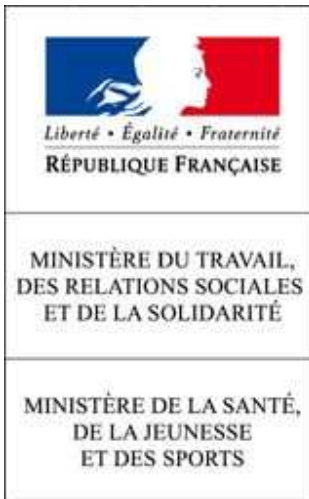 Liberté • Égalité • Fraternité
RÉPUBLIQUE FRANÇAISE
MINISTÈRE DU TRAVAIL,
DES RELATIONS SOCIALES
ET DE LA SOLIDARITÉ
MINISTÈRE DE LA SANTÉ,
DE LA JEUNESSE
ET DES SPORTS